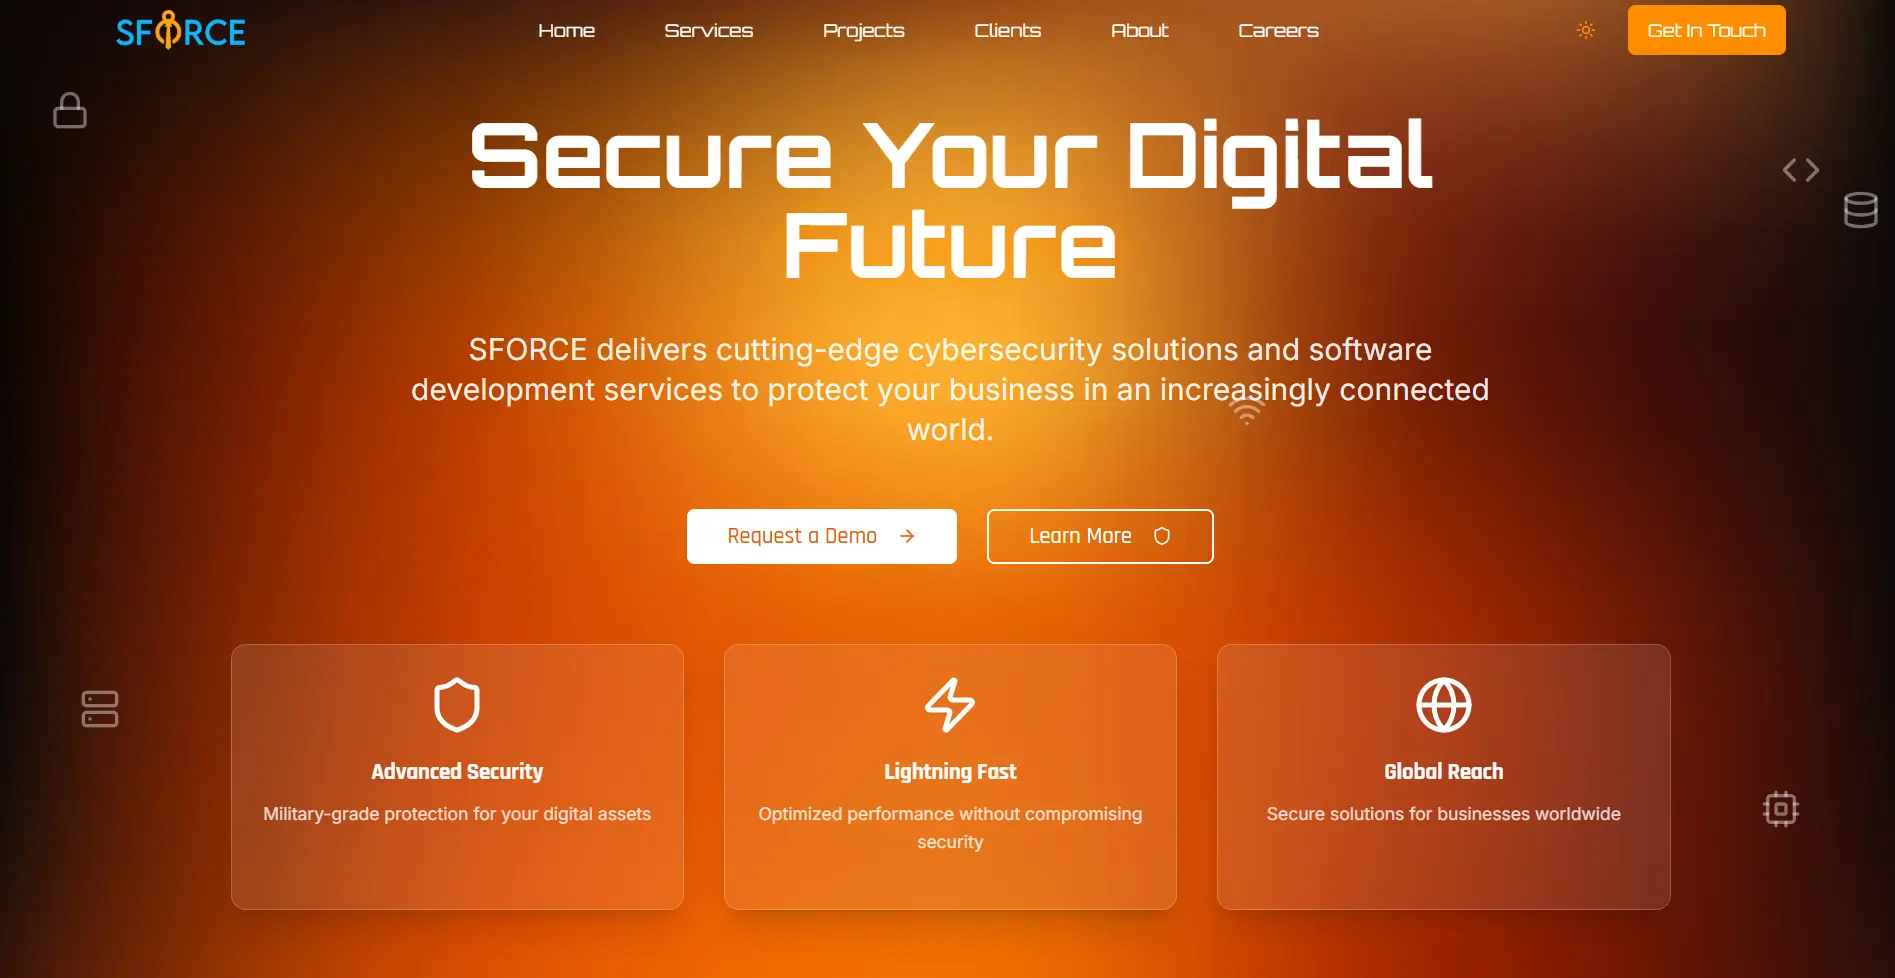 SFORCE
Home
Services
Projects
Clients
About
Careers
Get In Touch
Secure Your Digital
Future
SFORCE delivers cutting-edge cybersecurity solutions and software
development services to protect your business in an increasingly connected
world.
Request a Demo
Learn More
Advanced Security
Military-grade protection for your digital assets
Lightning Fast
Optimized performance without compromising
security
Global Reach
Secure solutions for businesses worldwide